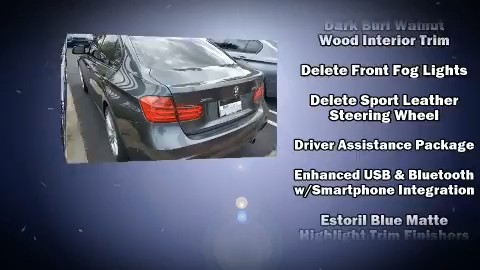 Dark Burl Walnut
Wood Interior Trim
Delete Front Fog Lights
Delete Sport Leather
Steering Wheel
Driver Assistance Package
Enhanced USB & Bluetooth
w/Smartphone Integration
Estoril Blue Matte
Highlight Trim Finishers